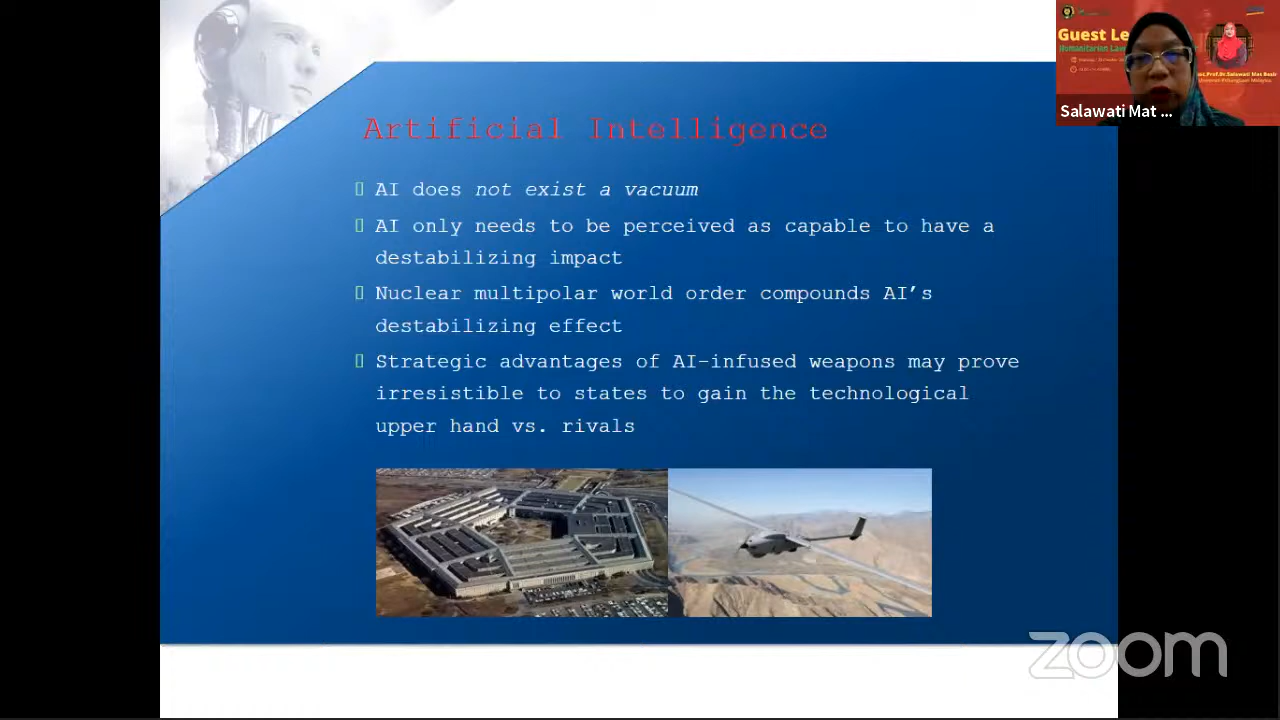 Artificial Intelligence
AI does not exist a vacuum
AI only needs to be perceived as capable to have a
destabilizing impact
Nuclear multipolar world order compounds AI's
destabilizing effect
Strategic advantages of AI-infused weapons may prove
irresistible to states to gain the technological
upper hand vs. rivals
Guest Le
Humanitarian Law
Salawati Mat ...
zoom